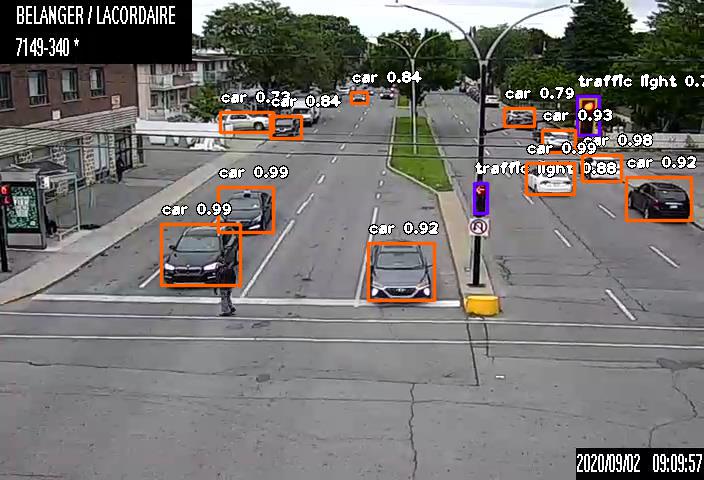 BELANGER / LACORDAIRE
7149-340 *
car 0.84
traffic light 0.7
car 0.73
car 0.84
car 0.79
car 0.93
car 0.98
car 0.99
car 0.92
traffic light 0.88
car 0.99
car 0.99
car 0.92
2020/09/02 09:09:57